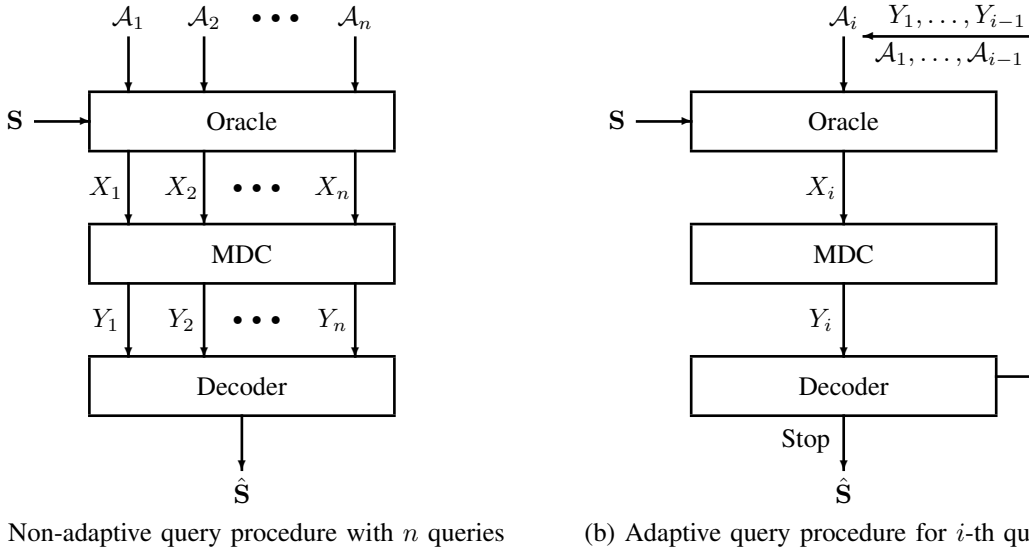 𝒜₁ 𝒜₂ • • • 𝒜ₙ
S Oracle
X₁ X₂ • • • Xₙ
MDC
Y₁ Y₂ • • • Yₙ
Decoder
Ŝ
Non-adaptive query procedure with n queries
𝒜ᵢ Y₁, . . . , Yᵢ₋₁
𝒜₁, . . . , 𝒜ᵢ₋₁
S Oracle
Xᵢ
MDC
Yᵢ
Decoder
Stop
Ŝ
(b) Adaptive query procedure for i-th qu